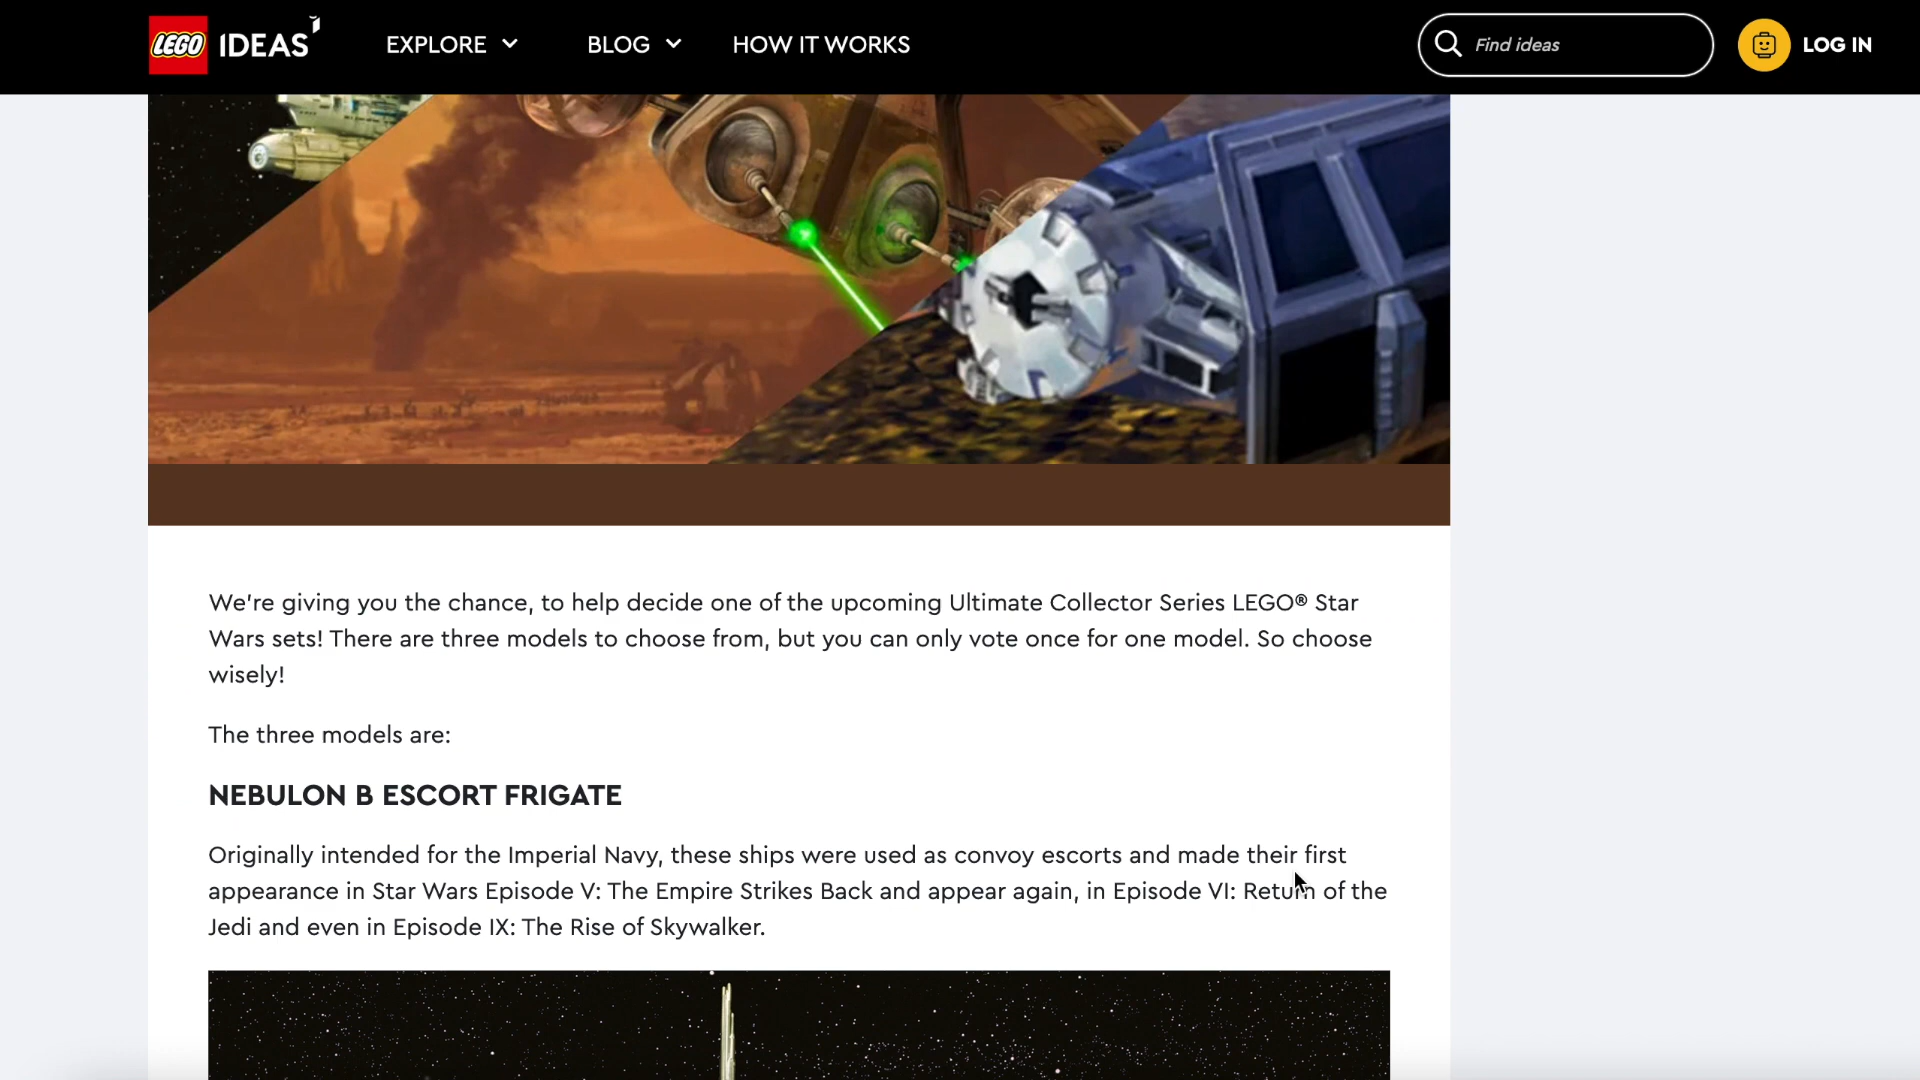 LEGO IDEAS
EXPLORE
BLOG
HOW IT WORKS
Find ideas
LOG IN
We're giving you the chance, to help decide one of the upcoming Ultimate Collector Series LEGO® Star
Wars sets! There are three models to choose from, but you can only vote once for one model. So choose
wisely!
The three models are:
NEBULON B ESCORT FRIGATE
Originally intended for the Imperial Navy, these ships were used as convoy escorts and made their first
appearance in Star Wars Episode V: The Empire Strikes Back and appear again, in Episode VI: Return of the
Jedi and even in Episode IX: The Rise of Skywalker.